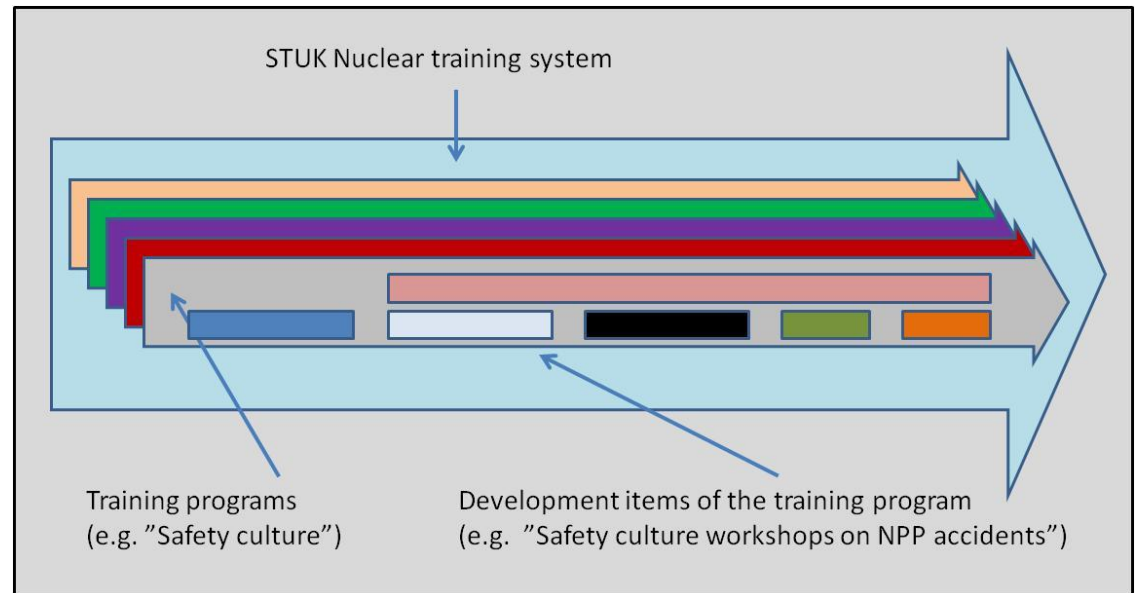 STUK Nuclear training system
Training programs
(e.g. ”Safety culture”)
Development items of the training program
(e.g.  ”Safety culture workshops on NPP accidents”)